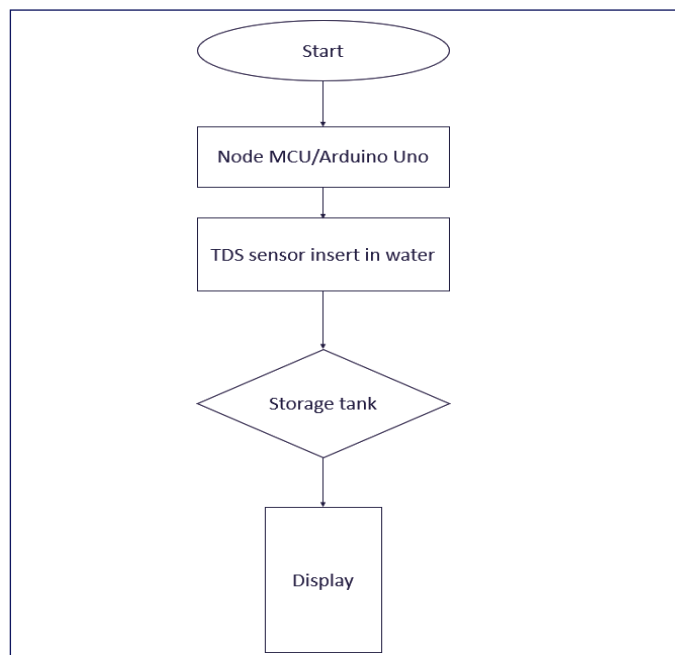 Start
Node MCU/Arduino Uno
TDS sensor insert in water
Storage tank
Display